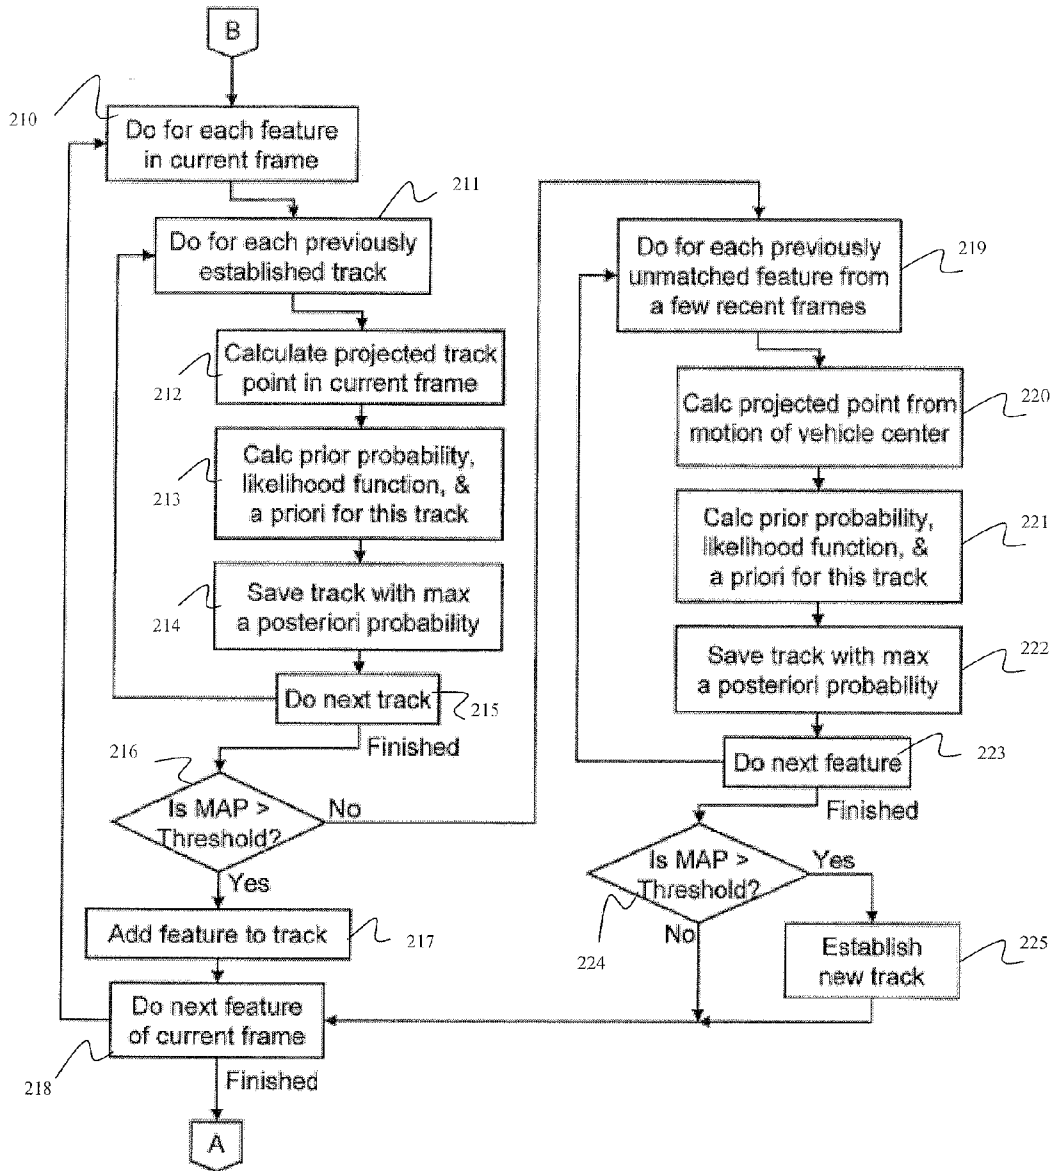 B
210
Do for each feature
in current frame
211
Do for each previously
established track
212
Calculate projected track
point in current frame
213
Calc prior probability,
likelihood function, &
a priori for this track
214
Save track with max
a posteriori probability
Do next track
215
Finished
216
Is MAP >
Threshold?
No
Yes
Add feature to track
217
Do next feature
of current frame
218
Finished
A
Do for each previously
unmatched feature from
a few recent frames
219
Calc projected point from
motion of vehicle center
220
Calc prior probability,
likelihood function, &
a priori for this track
221
Save track with max
a posteriori probability
222
Do next feature
223
Finished
Is MAP >
Threshold?
Yes
No
224
Establish
new track
225